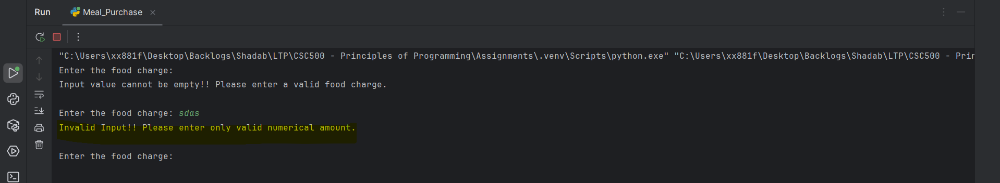 Run Meal_Purchase
"C:\Users\xx881f\Desktop\Backlogs\Shadab\LTP\CSC500 - Principles of Programming\Assignments\.venv\Scripts\python.exe" "C:\Users\xx881f\Desktop\Backlogs\Shadab\LTP\CSC500 - Prin
Enter the food charge:
Input value cannot be empty!! Please enter a valid food charge.
Enter the food charge: sdas
Invalid Input!! Please enter only valid numerical amount.
Enter the food charge: